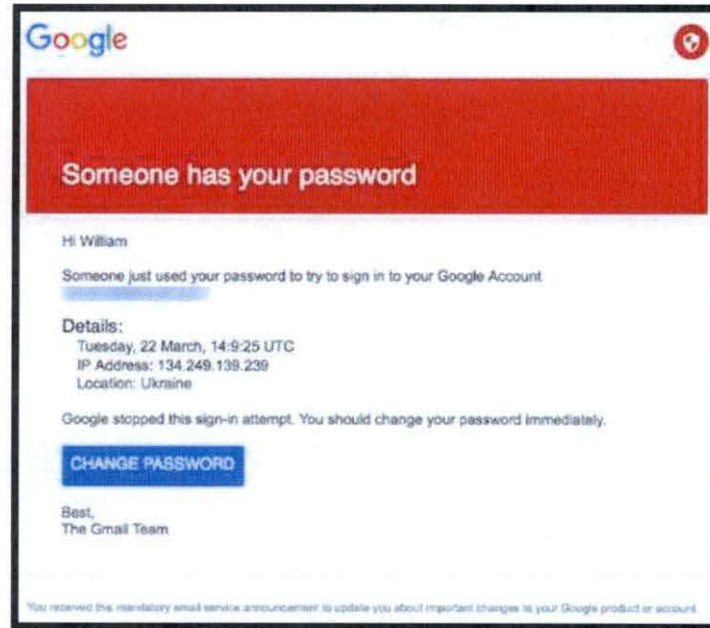 Google
Someone has your password
Hi William
Someone just used your password to try to sign in to your Google Account
Details:
Tuesday, 22 March, 14:9:25 UTC
IP Address: 134.249.139.239
Location: Ukraine
Google stopped this sign-in attempt. You should change your password immediately.
CHANGE PASSWORD
Best,
The Gmail Team
You received this mandatory email service announcement to update you about important changes to your Google product or account.